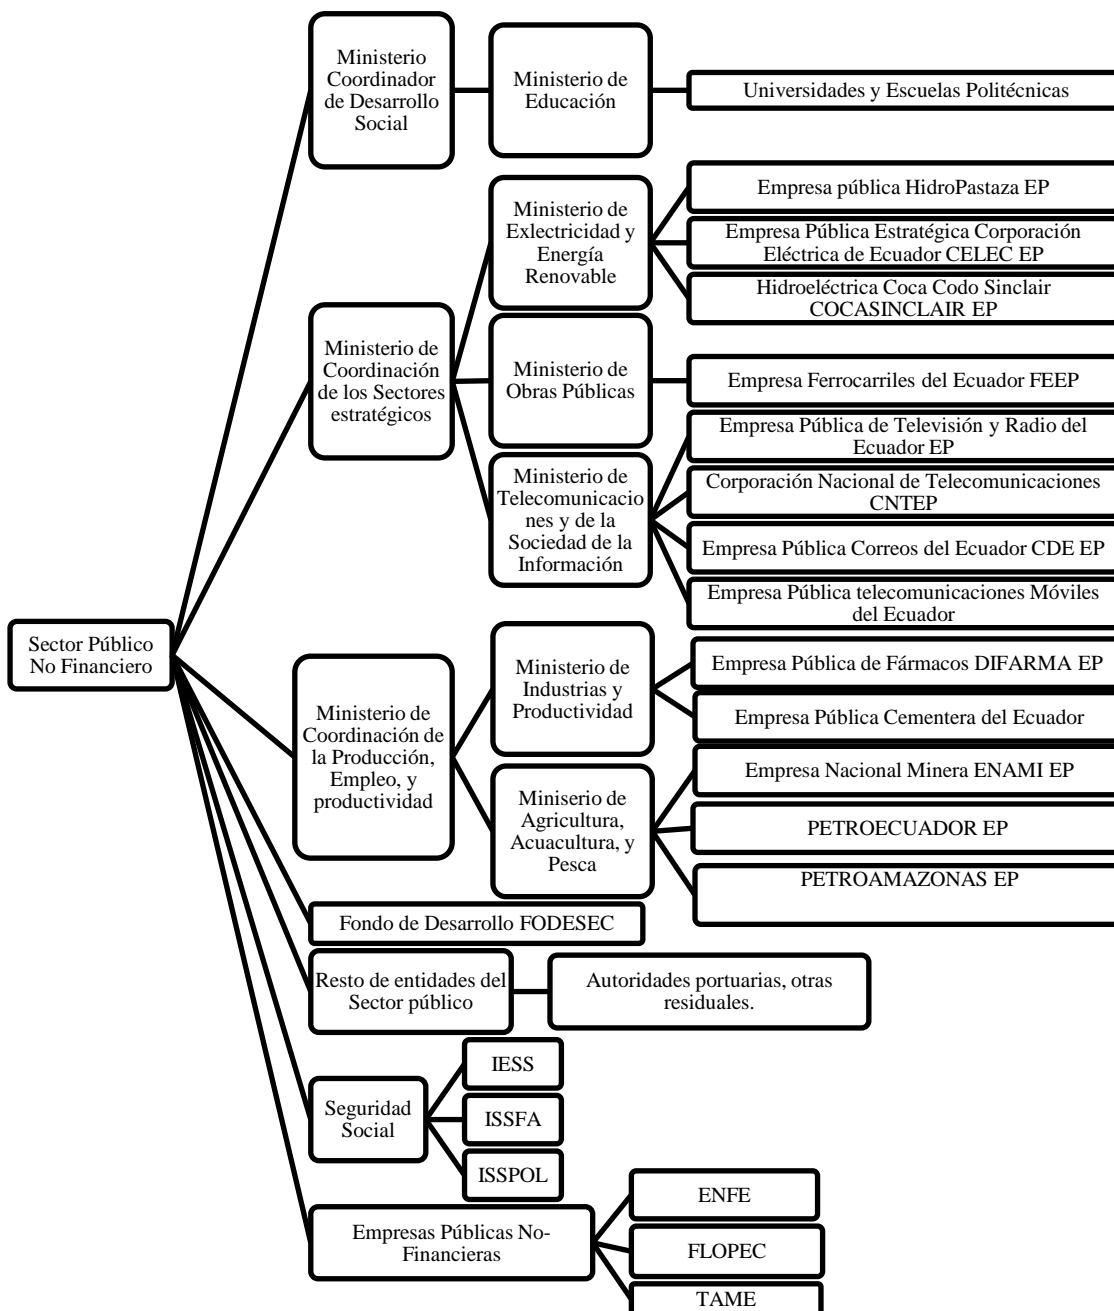 Ministerio
Coordinador
de Desarrollo
Social
Ministerio de
Educación
Universidades y Escuelas Politécnicas
Ministerio de
Exlectricidad y
Energía
Renovable
Empresa pública HidroPastaza EP
Empresa Pública Estratégica Corporación
Eléctrica de Ecuador CELEC EP
Hidroeléctrica Coca Codo Sinclair
COCASINCLAIR EP
Ministerio de
Coordinación
de los Sectores
estratégicos
Ministerio de
Obras Públicas
Empresa Ferrocarriles del Ecuador FEEP
Ministerio de
Telecomunicacio
nes y de la
Sociedad de la
Información
Empresa Pública de Televisión y Radio del
Ecuador EP
Corporación Nacional de Telecomunicaciones
CNTEP
Empresa Pública Correos del Ecuador CDE EP
Empresa Pública telecomunicaciones Móviles
del Ecuador
Sector Público
No Financiero
Ministerio de
Coordinación de
la Producción,
Empleo, y
productividad
Ministerio de
Industrias y
Productividad
Empresa Pública de Fármacos DIFARMA EP
Empresa Pública Cementera del Ecuador
Miniserio de
Agricultura,
Acuacultura, y
Pesca
Empresa Nacional Minera ENAMI EP
PETROECUADOR EP
PETROAMAZONAS EP
Fondo de Desarrollo FODESEC
Resto de entidades del
Sector público
Autoridades portuarias, otras
residuales.
Seguridad
Social
IESS
ISSFA
ISSPOL
Empresas Públicas No-
Financieras
ENFE
FLOPEC
TAME